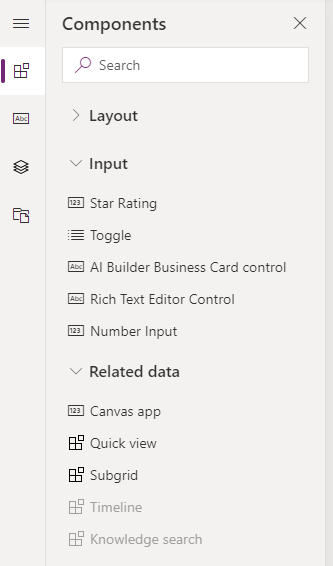 Components
Search
Layout
Input
123 Star Rating
Toggle
Abc AI Builder Business Card control
Abc Rich Text Editor Control
123 Number Input
Related data
123 Canvas app
Quick view
Subgrid
Timeline
Knowledge search
Abc